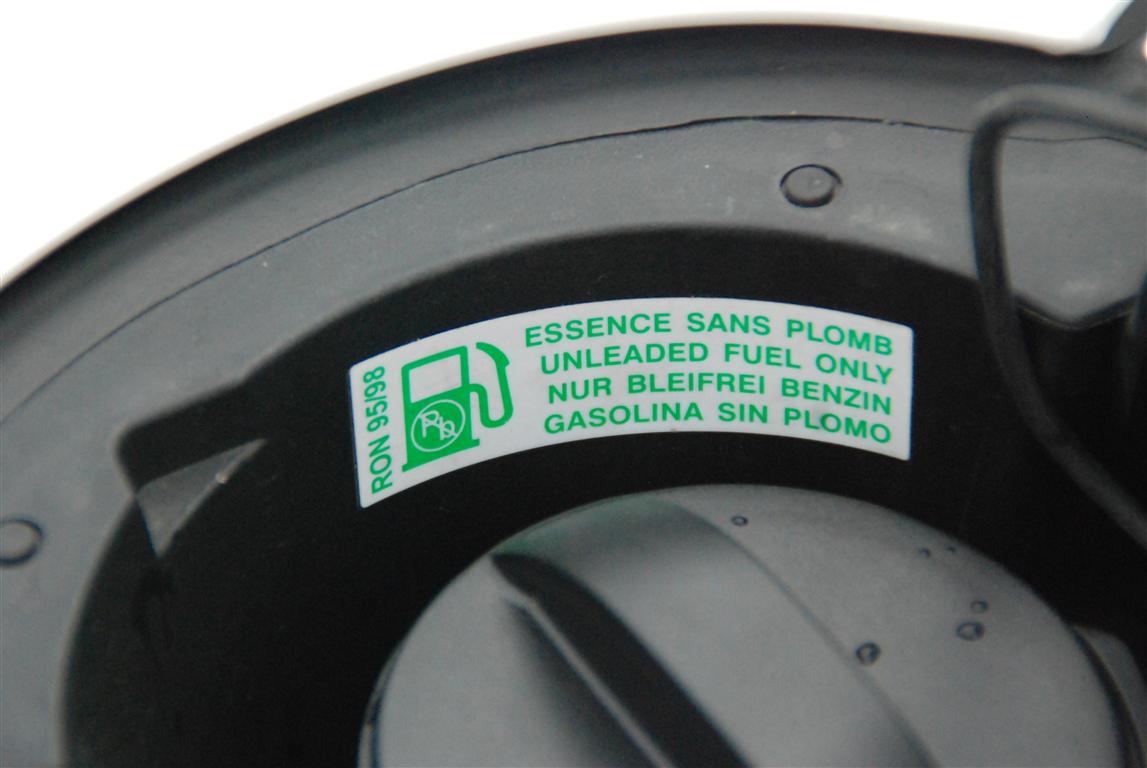 RON 95/98
ESSENCE SANS PLOMB
UNLEADED FUEL ONLY
NUR BLEIFREI BENZIN
GASOLINA SIN PLOMO